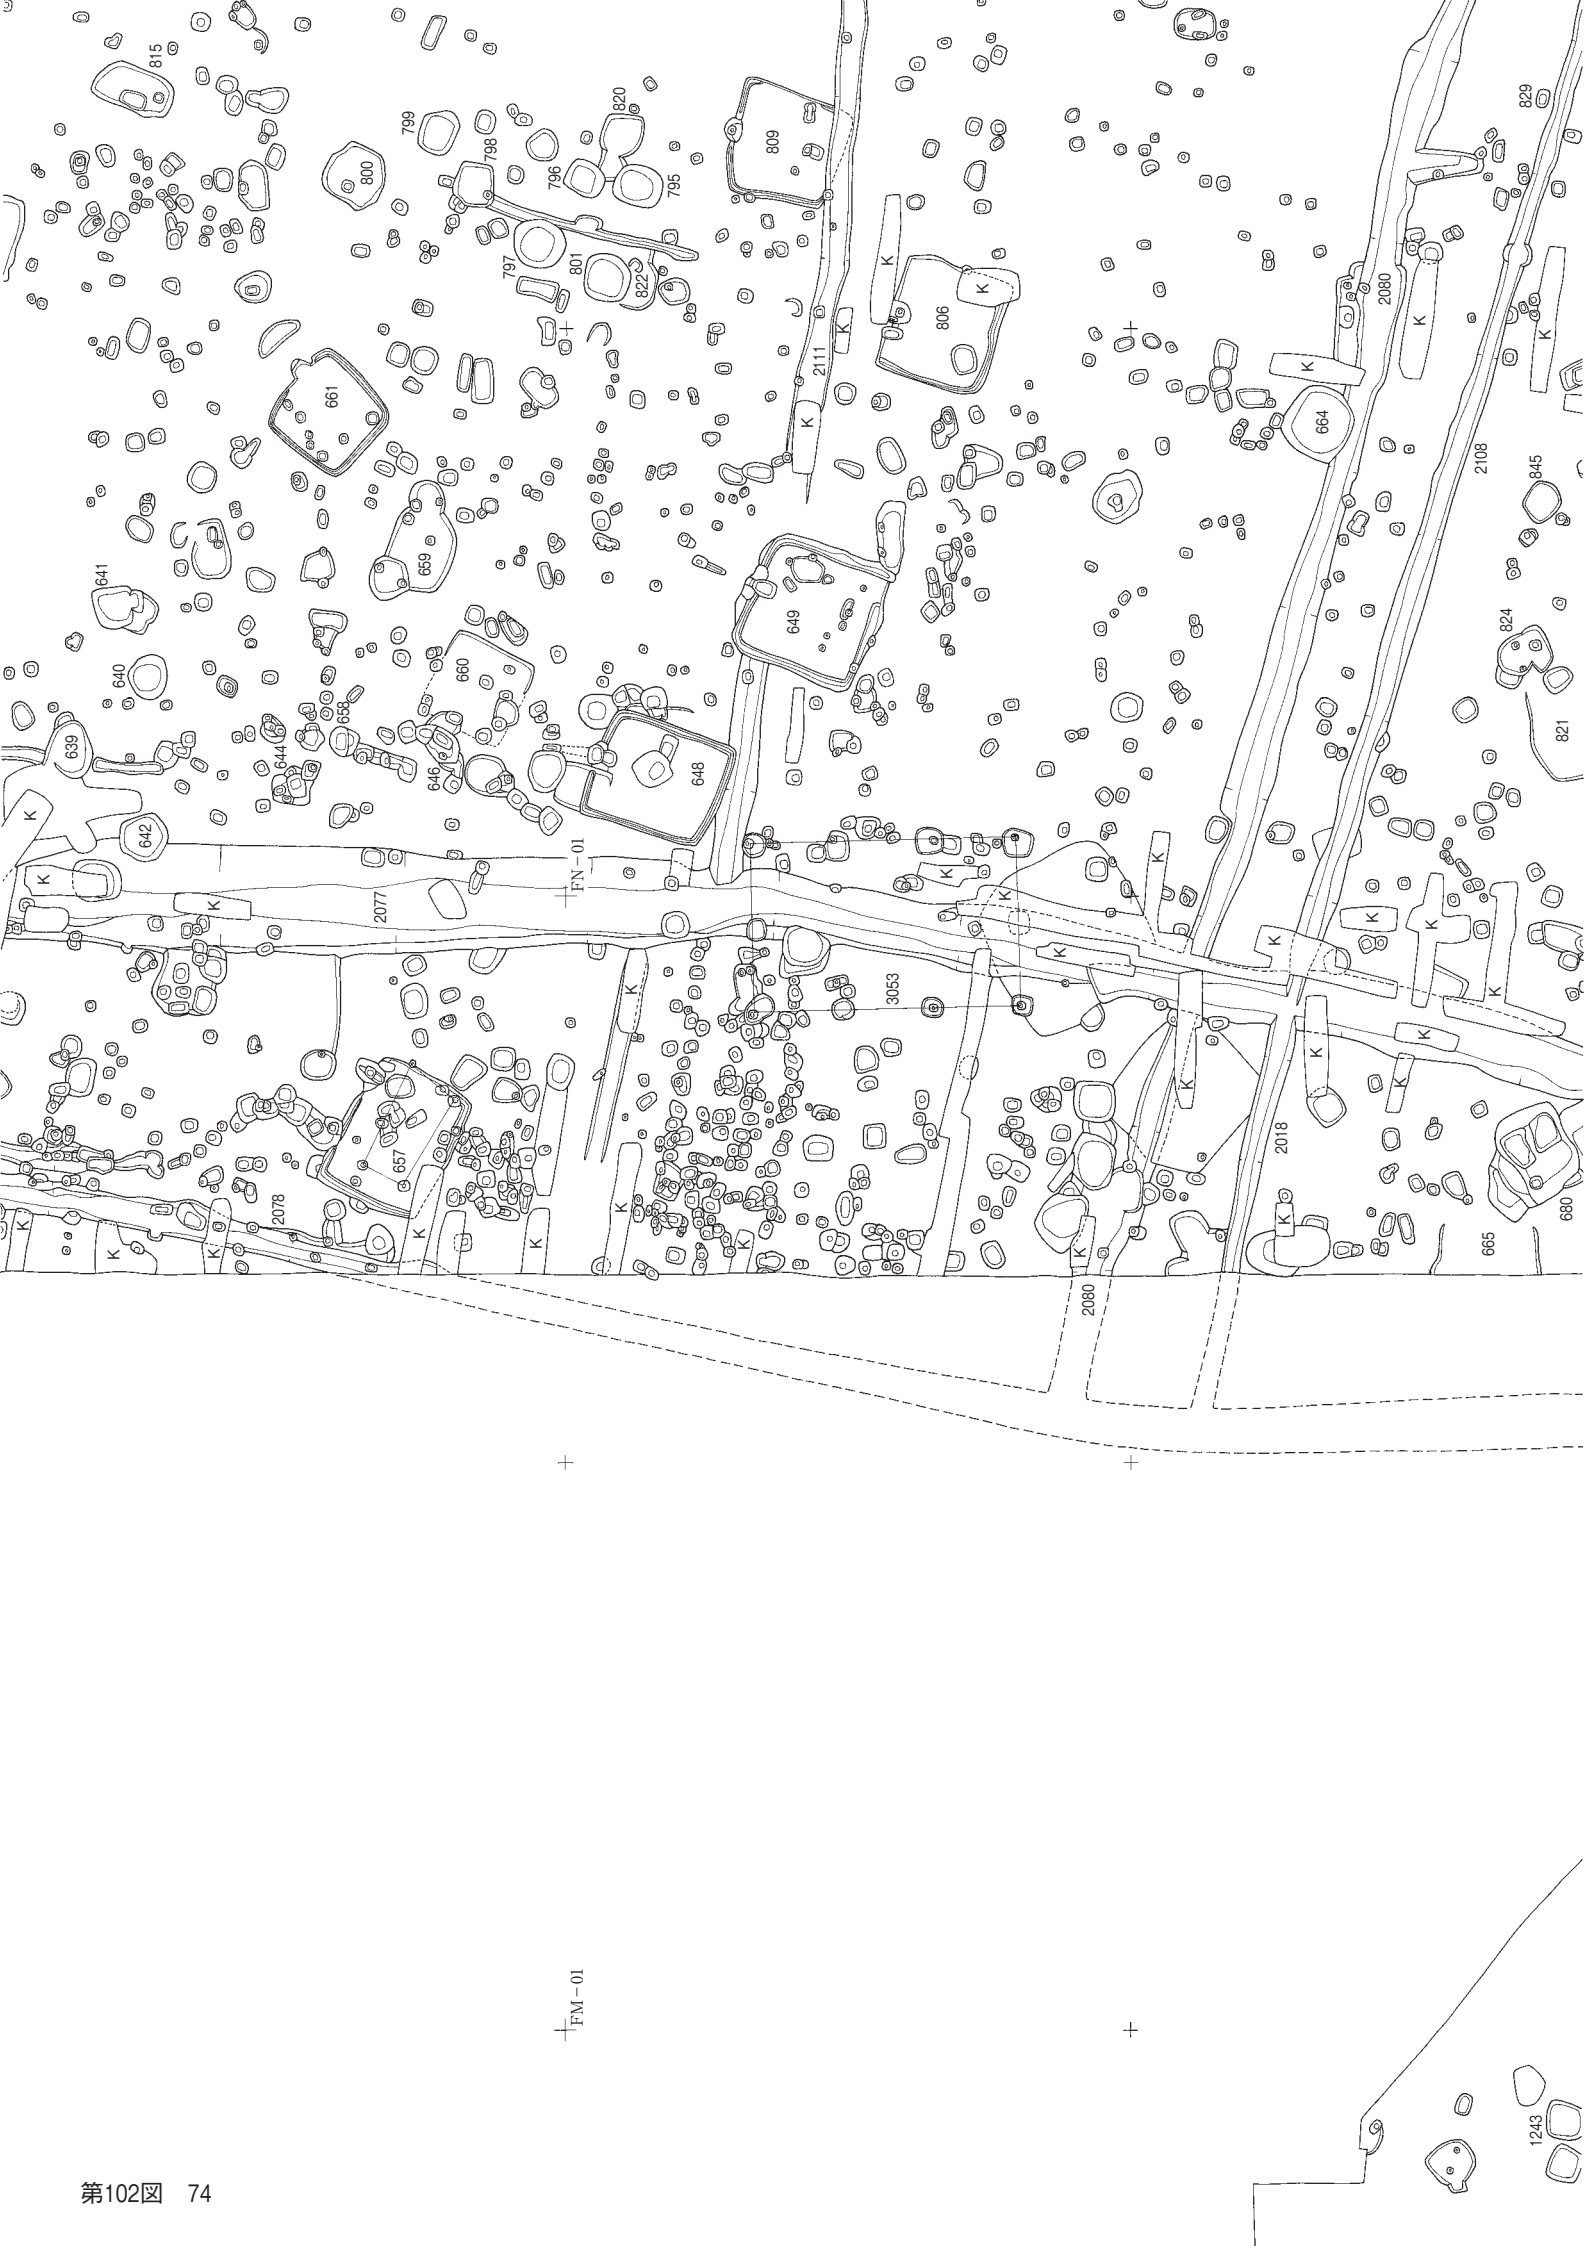 815
820
799
829
809
798
800
796
795
797
801
822
K
K
806
2080
K
K
K
2111
K
661
K
664
2108
845
659
641
649
824
640
660
658
821
639
644
646
648
K
642
FN－01
K
K
K
K
2077
K
K
K
K
K
K
K
3053
K
K
K
K
K
657
2018
2078
K
K
K
K
K
K
K
K
K
K
680
665
2080
FM－01
1243
第102図　74